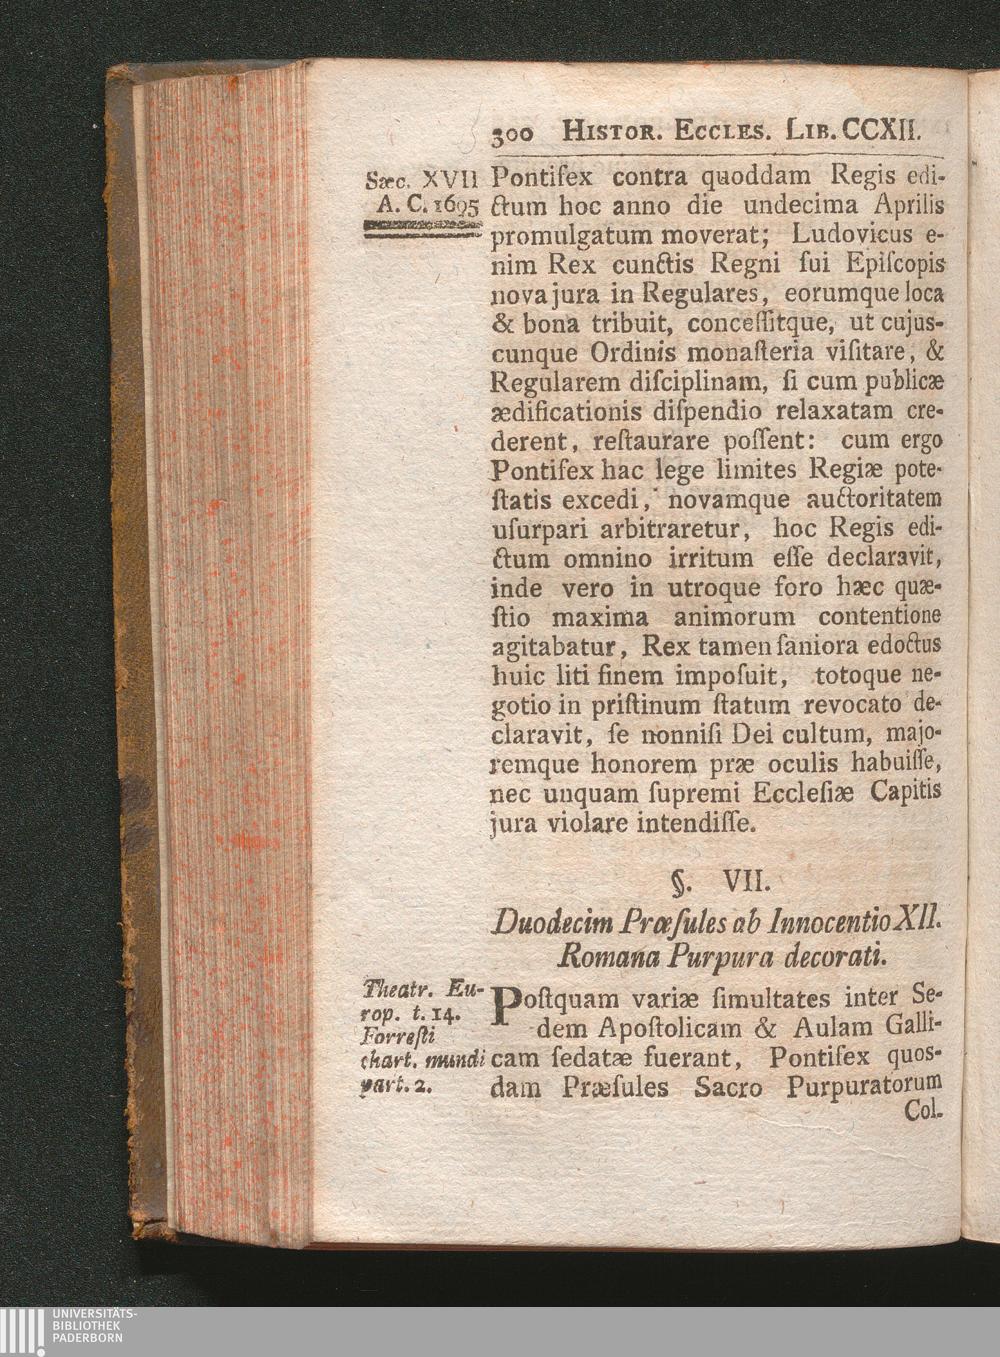 300 HISTOR. ECCLES. LIB. CCXII.
Sæc. XVII
A. C. 1695
Pontifex contra quoddam Regis edi-
ctum hoc anno die undecima Aprilis
promulgatum moverat; Ludovicus e-
nim Rex cunctis Regni ſui Epiſcopis
nova jura in Regulares, eorumque loca
& bona tribuit, conceſſitque, ut cujus-
cunque Ordinis monaſteria viſitare, &
Regularem diſciplinam, ſi cum publicæ
ædificationis diſpendio relaxatam cre-
derent, reſtaurare poſſent: cum ergo
Pontifex hac lege limites Regiæ pote-
ſtatis excedi, novamque auctoritatem
uſurpari arbitraretur, hoc Regis edi-
ctum omnino irritum eſſe declaravit,
inde vero in utroque foro hæc quæ-
ſtio maxima animorum contentione
agitabatur, Rex tamen ſaniora edoctus
huic liti finem impoſuit, totoque ne-
gotio in priſtinum ſtatum revocato de-
claravit, ſe nonniſi Dei cultum, majo-
remque honorem præ oculis habuiſſe,
nec unquam ſupremi Eccleſiæ Capitis
jura violare intendiſſe.
§. VII.
Duodecim Præſules ab Innocentio XII.
Romana Purpura decorati.
Theatr. Eu-
rop. t. 14.
Forreſti
chart. mundi
part. 2.
Poſtquam variæ ſimultates inter Se-
dem Apoſtolicam & Aulam Galli-
cam ſedatæ fuerant, Pontifex quos-
dam Præſules Sacro Purpuratorum
Col-
UNIVERSITÄTS-
BIBLIOTHEK
PADERBORN